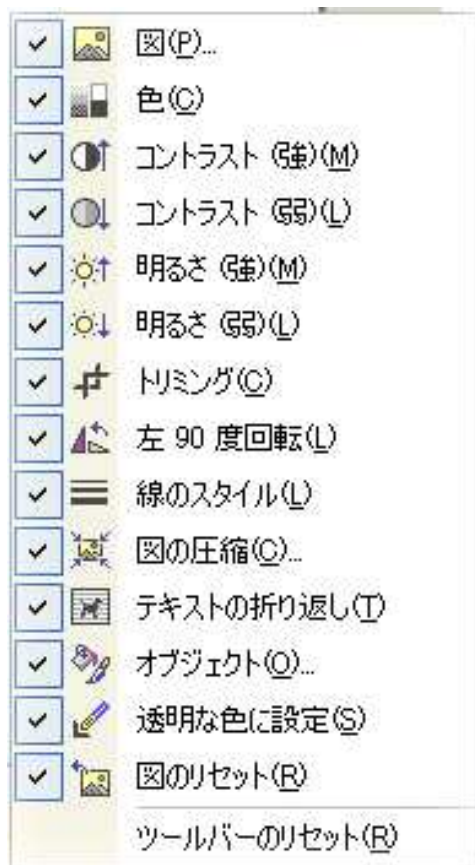 図(P)...
色(C)
コントラスト (強)(M)
コントラスト (弱)(L)
明るさ (強)(M)
明るさ (弱)(L)
トリミング(C)
左 90 度回転(L)
線のスタイル(L)
図の圧縮(C)...
テキストの折り返し(T)
オブジェクト(O)...
透明な色に設定(S)
図のリセット(R)
ツールバーのリセット(R)